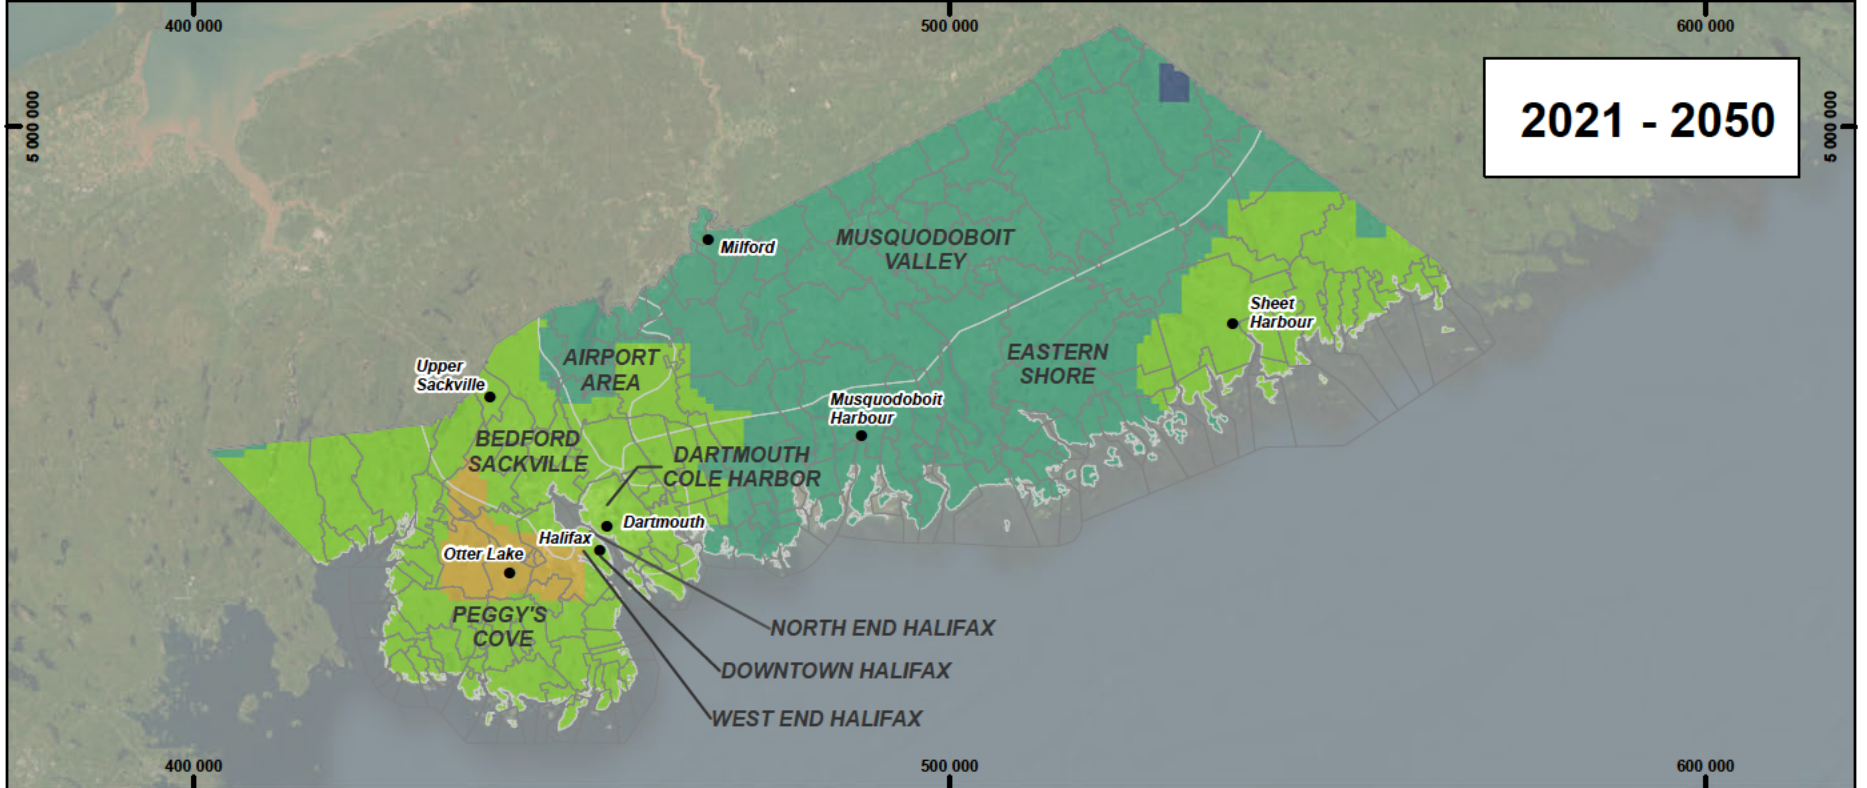 400 000
500 000
600 000
5 000 000
2021 - 2050
5 000 000
Milford
MUSQUODOBOIT
VALLEY
Sheet
Harbour
Upper
Sackville
AIRPORT
AREA
EASTERN
SHORE
Musquodoboit
Harbour
BEDFORD
SACKVILLE
DARTMOUTH
COLE HARBOR
Dartmouth
Halifax
Otter Lake
PEGGY'S
COVE
NORTH END HALIFAX
DOWNTOWN HALIFAX
WEST END HALIFAX
400 000
500 000
600 000